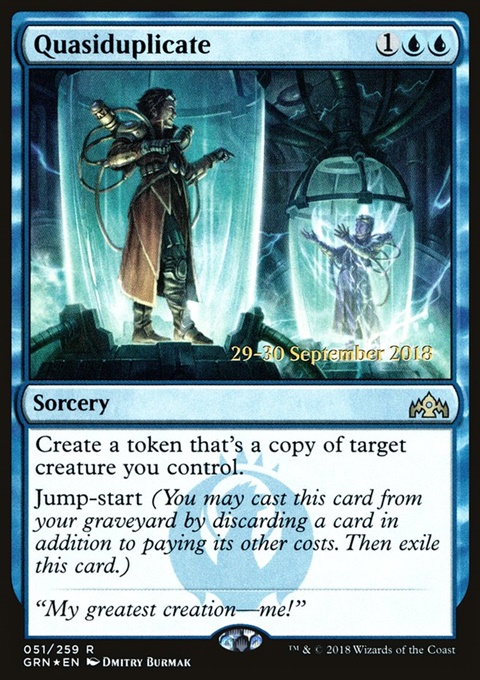 Quasiduplicate 1
29-30 September 2018
Sorcery
Create a token that's a copy of target
creature you control.
Jump-start (You may cast this card from
your graveyard by discarding a card in
addition to paying its other costs. Then exile
this card.)
"My greatest creation—me!"
051/259 R
GRN★EN Dmitry Burmak
™ & © 2018 Wizards of the Coast